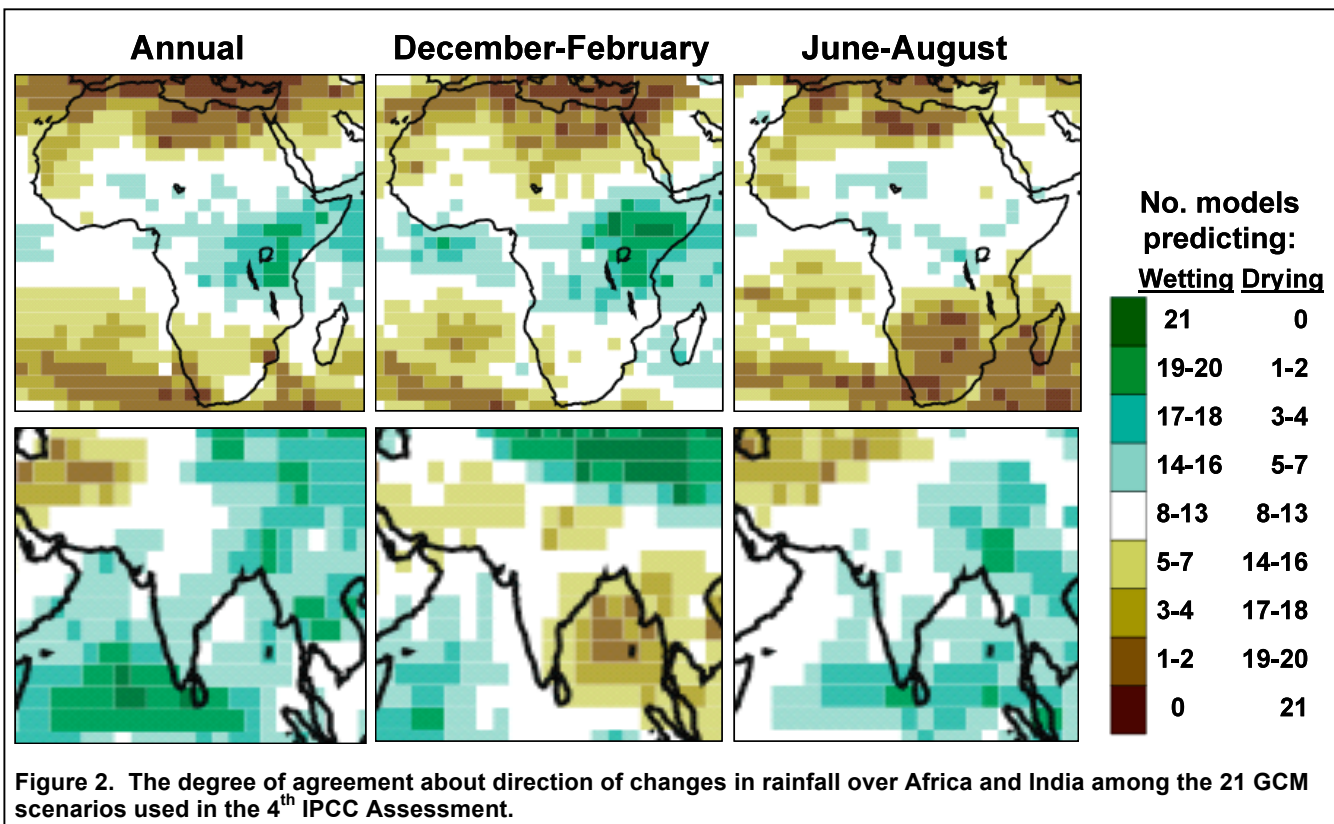 Annual December-February June-August
No. models
predicting:
Wetting Drying
21 0
19-20 1-2
17-18 3-4
14-16 5-7
8-13 8-13
5-7 14-16
3-4 17-18
1-2 19-20
0 21
Figure 2. The degree of agreement about direction of changes in rainfall over Africa and India among the 21 GCM
scenarios used in the 4th IPCC Assessment.